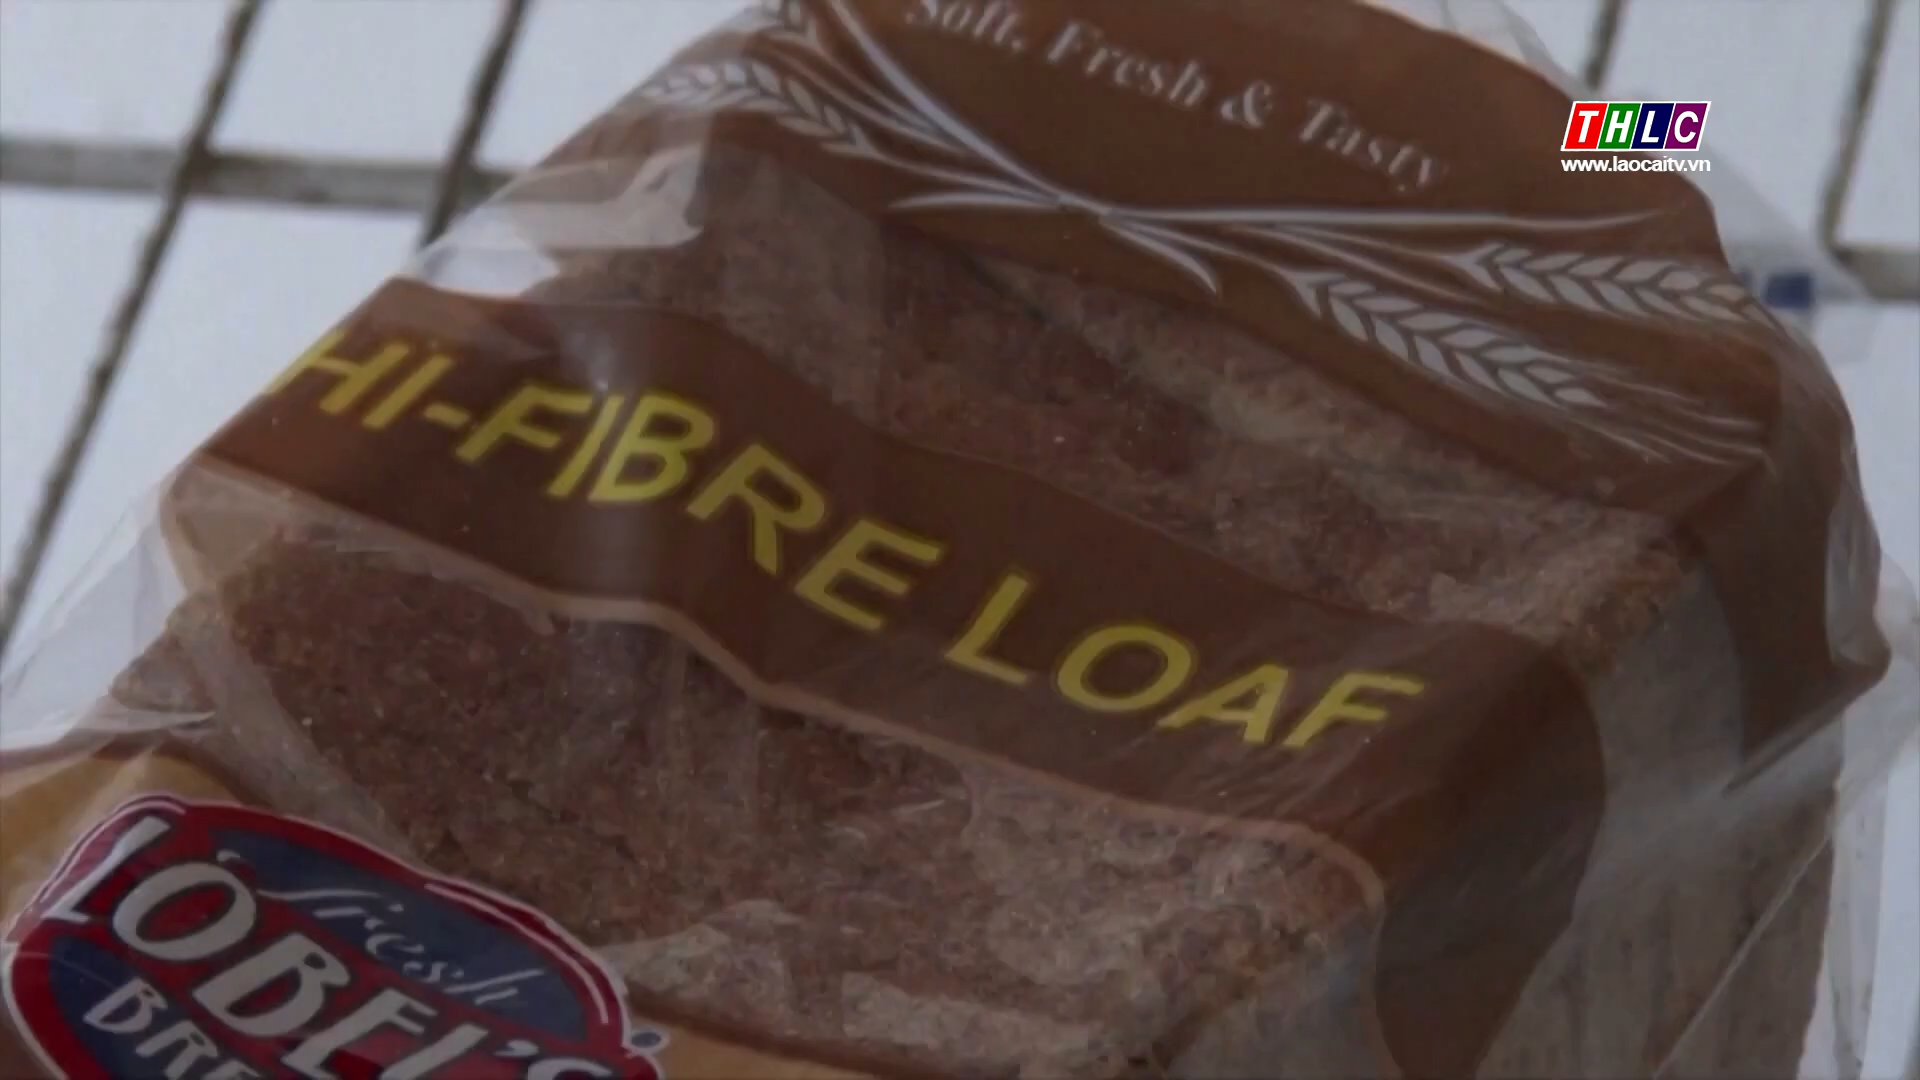 Soft, Fresh & Tasty
THLC
www.laocaitv.vn
HI-FIBRE LOAF
fresh
LOBEL'S